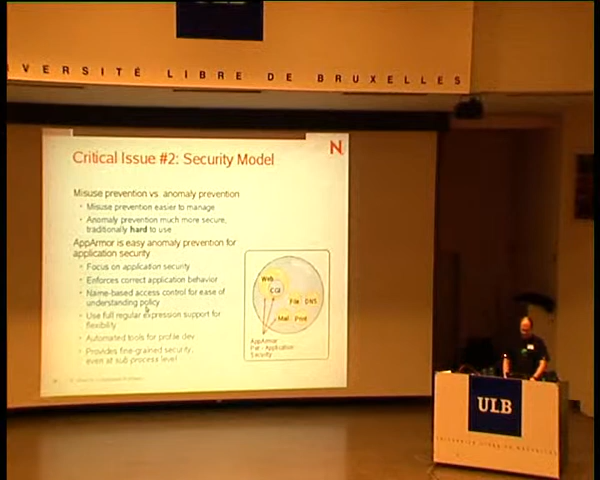 VERSITÉ LIBRE DE BRUXELLES
N
Critical Issue #2: Security Model
Misuse prevention vs. anomaly prevention
• Misuse prevention easier to manage
• Anomaly prevention much more secure,
traditionally hard to use
AppArmor is easy anomaly prevention for
application security
• Focus on application security
• Enforces correct application behavior
• Name-based access control for ease of
understanding policy
• Use full regular expression support for
flexibility
• Automated tools for profile dev
• Provides fine-grained security,
even at sub process level
Web
CGI
File DNS
Mail Print
AppArmor
Per - Application
Security
ULB